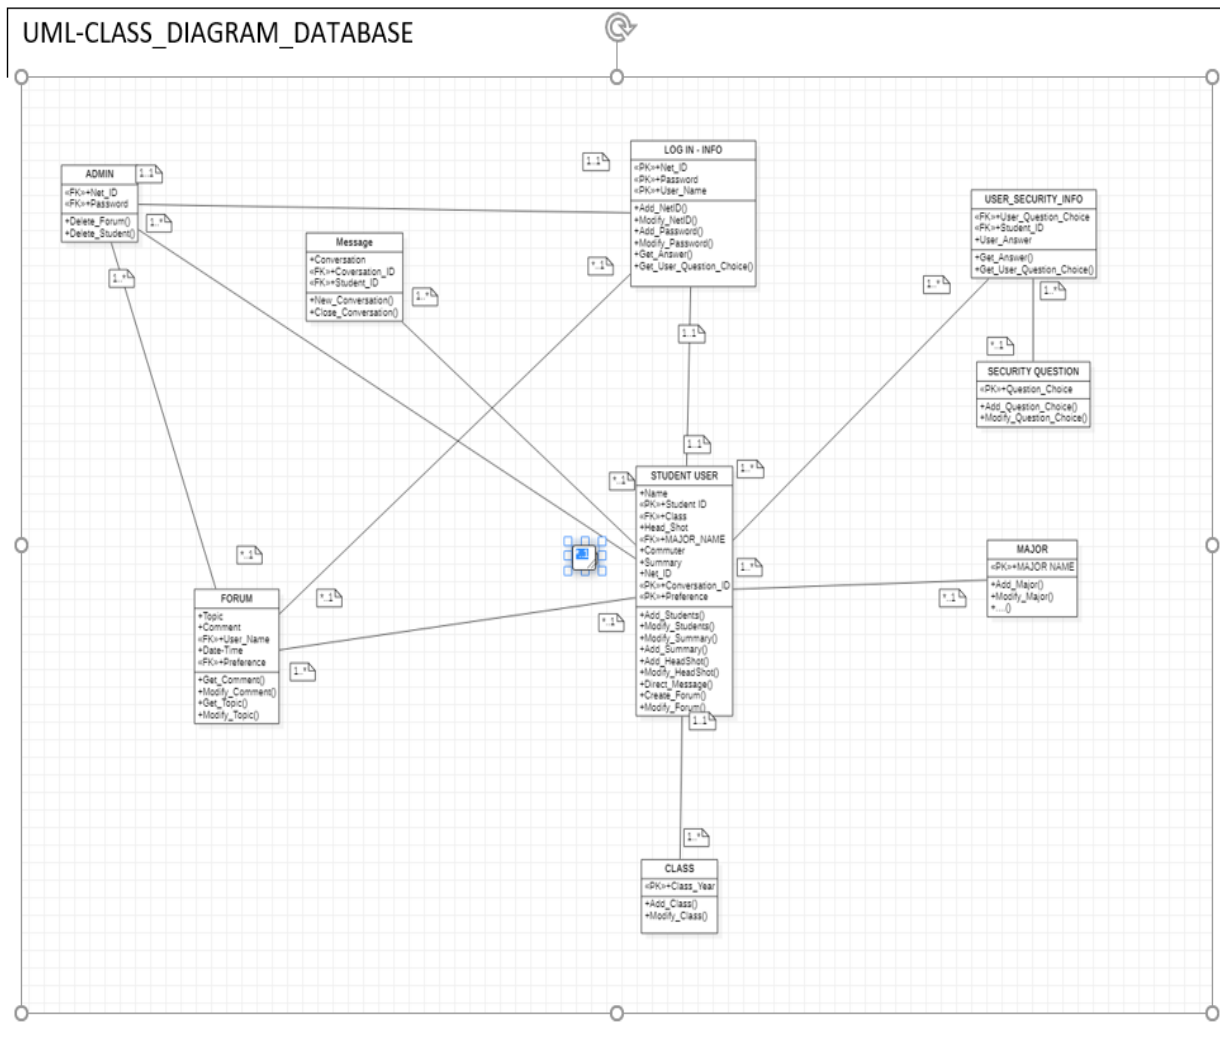 UML-CLASS_DIAGRAM_DATABASE
ADMIN
«FK»+Net_ID
«FK»+Password
+Delete_Forum()
+Delete_Student()
1..1
1..*
1..*
Message
+Conversation
«FK»+Coversation_ID
«FK»+Student_ID
+New_Conversation()
+Close_Conversation()
1..*
1..1
LOG IN - INFO
«PK»+Net_ID
«PK»+Password
«PK»+User_Name
+Add_NetID()
+Modify_NetID()
+Add_Password()
+Modify_Password()
+Get_Answer()
+Get_User_Question_Choice()
*..1
1..1
1..1
USER_SECURITY_INFO
«FK»+User_Question_Choice
«FK»+Student_ID
+User_Answer
+Get_Answer()
+Get_User_Question_Choice()
1..*
1..*
*..1
SECURITY QUESTION
«PK»+Question_Choice
+Add_Question_Choice()
+Modify_Question_Choice()
*..1
STUDENT USER
+Name
«PK»+Student ID
«FK»+Class
+Head_Shot
«FK»+MAJOR_NAME
+Commuter
+Summary
+Net_ID
«PK»+Conversation_ID
«PK»+Preference
+Add_Students()
+Modify_Students()
+Modify_Summary()
+Add_Summary()
+Add_HeadShot()
+Modify_HeadShot()
+Direct_Message()
+Create_Forum()
+Modify_Forum()
1..*
1..*
*..1
1..1
MAJOR
«PK»+MAJOR NAME
+Add_Major()
+Modify_Major()
+....()
*..1
*..1
FORUM
+Topic
+Comment
«FK»+User_Name
+Date-Time
«FK»+Preference
+Get_Comment()
+Modify_Comment()
+Get_Topic()
+Modify_Topic()
*..1
1..*
1..*
CLASS
«PK»+Class_Year
+Add_Class()
+Modify_Class()